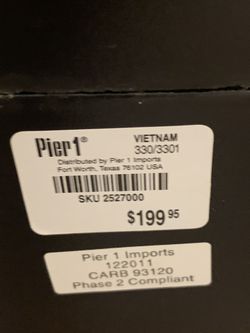 Pier 1® VIETNAM
330/3301
Distributed by Pier 1 Imports
Fort Worth, Texas 76102 USA
SKU 2527000
$199.95
Pier 1 Imports
122011
CARB 93120
Phase 2 Compliant